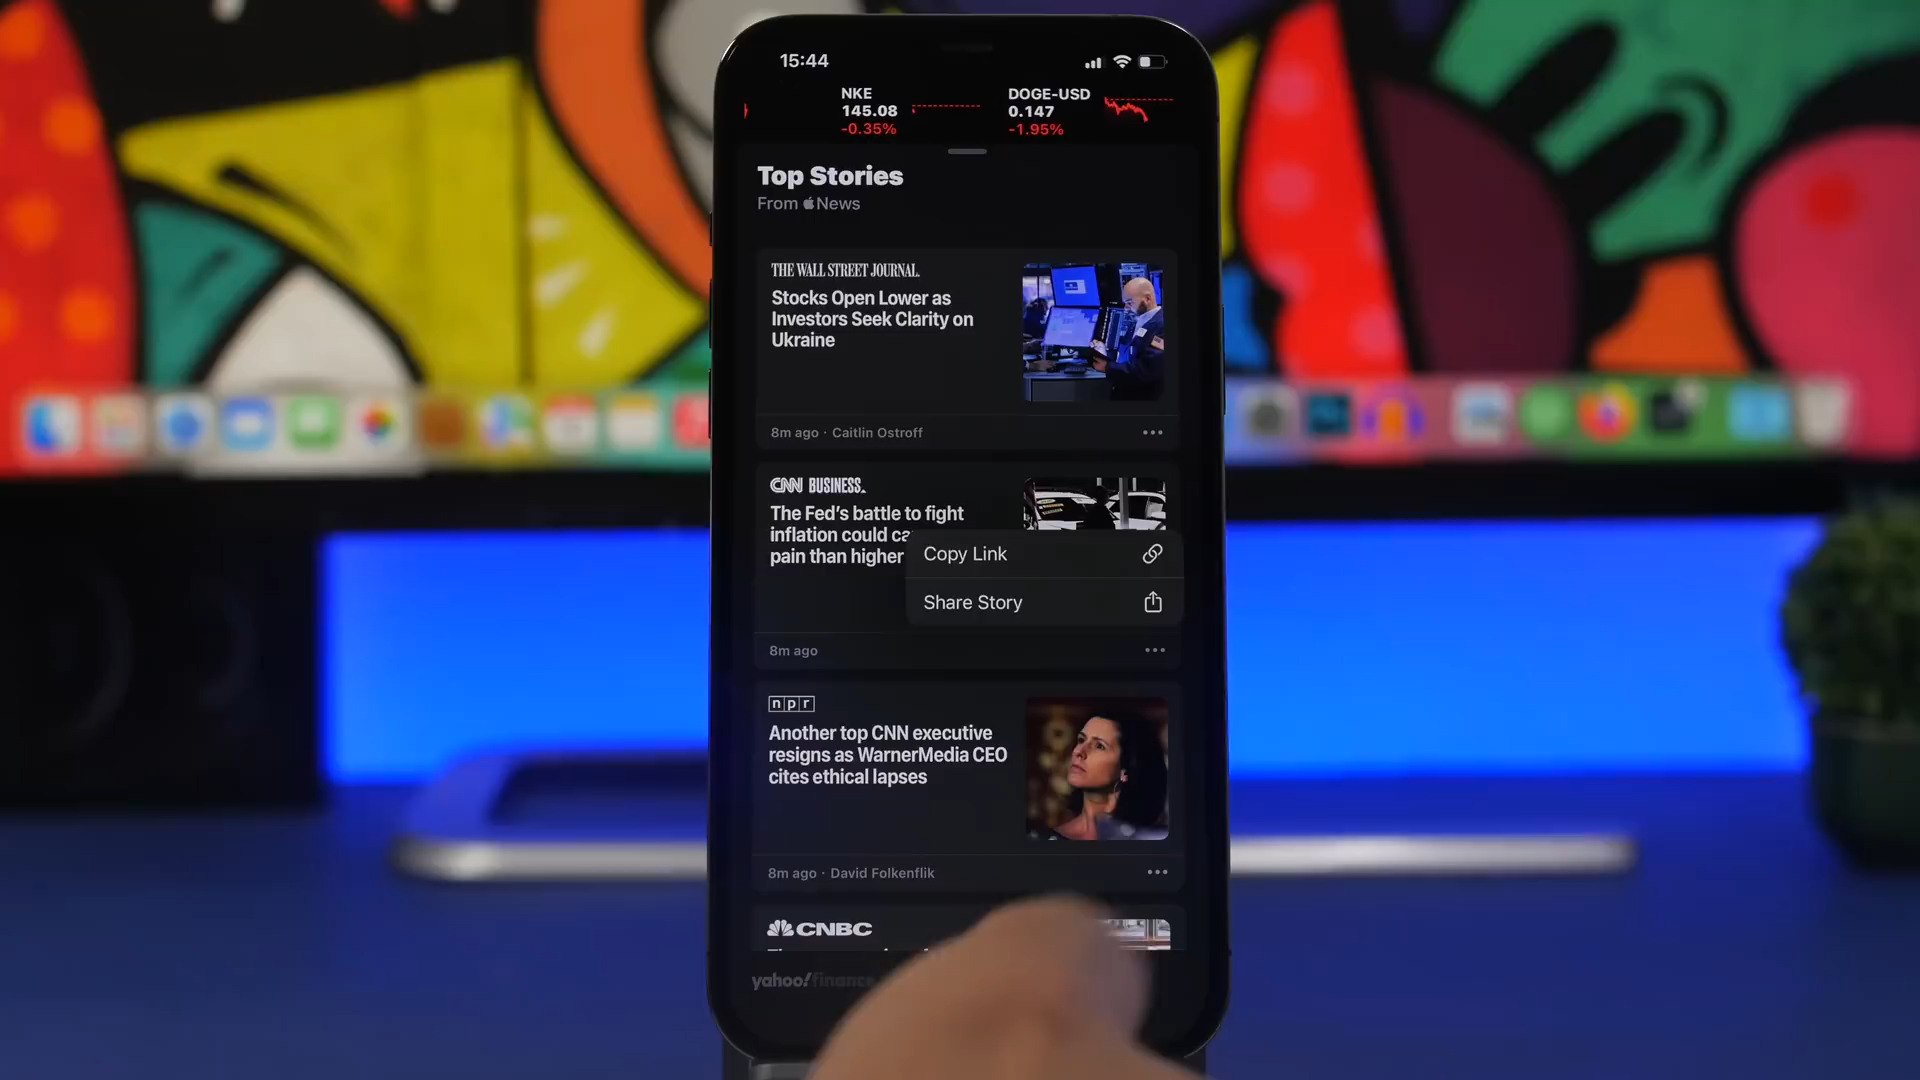 15:44
NKE
145.08
-0.35%
DOGE-USD
0.147
-1.95%
Top Stories
From News
THE WALL STREET JOURNAL.
Stocks Open Lower as
Investors Seek Clarity on
Ukraine
8m ago · Caitlin Ostroff
CNN BUSINESS.
The Fed's battle to fight
inflation could
pain than higher
Copy Link
Share Story
8m ago
npr
Another top CNN executive
resigns as WarnerMedia CEO
cites ethical lapses
8m ago · David Folkenflik
CNBC
yahoo!finance